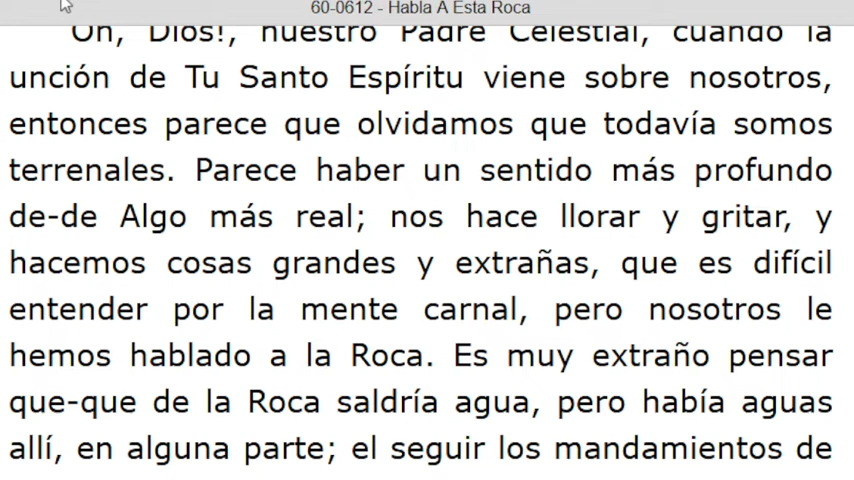 60-0612 - Habla A Esta Roca
Oh, Dios!, nuestro Padre Celestial, cuando la
unción de Tu Santo Espíritu viene sobre nosotros,
entonces parece que olvidamos que todavía somos
terrenales. Parece haber un sentido más profundo
de-de Algo más real; nos hace llorar y gritar, y
hacemos cosas grandes y extrañas, que es difícil
entender por la mente carnal, pero nosotros le
hemos hablado a la Roca. Es muy extraño pensar
que-que de la Roca saldría agua, pero había aguas
allí, en alguna parte; el seguir los mandamientos de